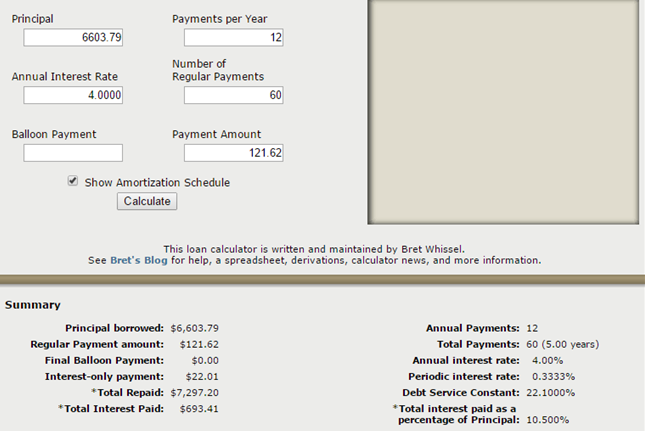 Principal Payments per Year
6603.79 12
Annual Interest Rate Number of Regular Payments
4.0000 60
Balloon Payment Payment Amount
121.62
Show Amortization Schedule
Calculate
This loan calculator is written and maintained by Bret Whissel.
See Bret's Blog for help, a spreadsheet, derivations, calculator news, and more information.
Summary
Principal borrowed: $6,603.79 Annual Payments: 12
Regular Payment amount: $121.62 Total Payments: 60 (5.00 years)
Final Balloon Payment: $0.00 Annual interest rate: 4.00%
Interest-only payment: $22.01 Periodic interest rate: 0.3333%
*Total Repaid: $7,297.20 Debt Service Constant: 22.1000%
*Total Interest Paid: $693.41 *Total interest paid as a
percentage of Principal: 10.500%